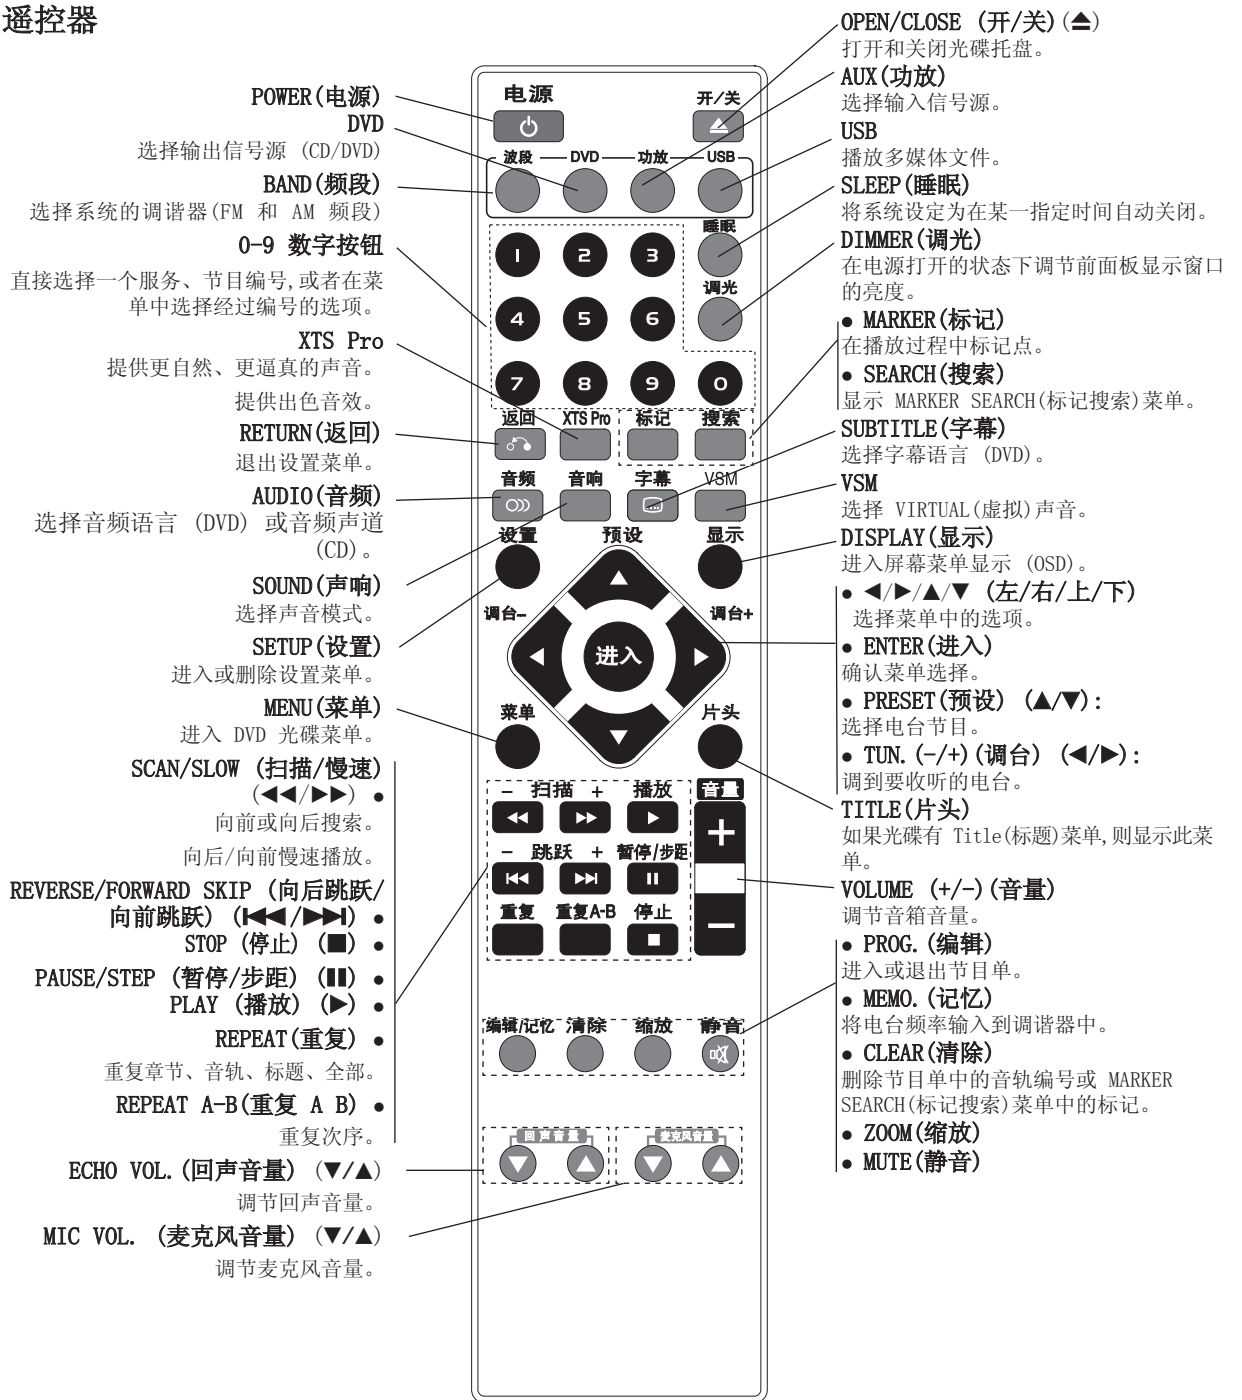 遥控器
POWER(电源)
DVD
选择输出信号源 (CD/DVD)
BAND(频段)
选择系统的调谐器(FM 和 AM 频段)
0-9 数字按钮
直接选择一个服务、节目编号,或者在菜
单中选择经过编号的选项。
XTS Pro
提供更自然、更逼真的声音。
提供出色音效。
RETURN(返回)
退出设置菜单。
AUDIO(音频)
选择音频语言 (DVD) 或音频声道
(CD)。
SOUND(声响)
选择声音模式。
SETUP(设置)
进入或删除设置菜单。
MENU(菜单)
进入 DVD 光碟菜单。
SCAN/SLOW (扫描/慢速)
(◀◀/▶▶) ●
向前或向后搜索。
向后/向前慢速播放。
REVERSE/FORWARD SKIP (向后跳跃/
向前跳跃) (|◀◀/▶▶|) ●
STOP (停止) (■) ●
PAUSE/STEP (暂停/步距) (▮▮) ●
PLAY (播放) (▶) ●
REPEAT(重复) ●
重复章节、音轨、标题、全部。
REPEAT A-B(重复 A B) ●
重复次序。
ECHO VOL.(回声音量) (▼/▲)
调节回声音量。
MIC VOL. (麦克风音量) (▼/▲)
调节麦克风音量。
电源 开/关
波段 DVD 功放 USB
睡眠
1 2 3
调光
4 5 6
7 8 9 0
返回 XTS Pro 标记 搜索
音频 音响 字幕 VSM
设置 预设 显示
调台- 调台+
进入
菜单 片头
- 扫描 + 播放 音量
+
- 跳跃 + 暂停/步距
重复 重复A-B 停止
-
编辑/记忆 清除 缩放 静音
回声音量 麦克风音量
OPEN/CLOSE (开/关)(⏏)
打开和关闭光碟托盘。
AUX(功放)
选择输入信号源。
USB
播放多媒体文件。
SLEEP(睡眠)
将系统设定为在某一指定时间自动关闭。
DIMMER(调光)
在电源打开的状态下调节前面板显示窗口
的亮度。
● MARKER(标记)
在播放过程中标记点。
● SEARCH(搜索)
显示 MARKER SEARCH(标记搜索)菜单。
SUBTITLE(字幕)
选择字幕语言 (DVD)。
VSM
选择 VIRTUAL(虚拟)声音。
DISPLAY(显示)
进入屏幕菜单显示 (OSD)。
● ◀/▶/▲/▼ (左/右/上/下)
选择菜单中的选项。
● ENTER(进入)
确认菜单选择。
● PRESET(预设) (▲/▼):
选择电台节目。
● TUN.(-/+)(调台) (◀/▶):
调到要收听的电台。
TITLE(片头)
如果光碟有 Title(标题)菜单,则显示此菜
单。
VOLUME (+/-)(音量)
调节音箱音量。
● PROG.(编辑)
进入或退出节目单。
● MEMO.(记忆)
将电台频率输入到调谐器中。
● CLEAR(清除)
删除节目单中的音轨编号或 MARKER
SEARCH(标记搜索)菜单中的标记。
● ZOOM(缩放)
● MUTE(静音)